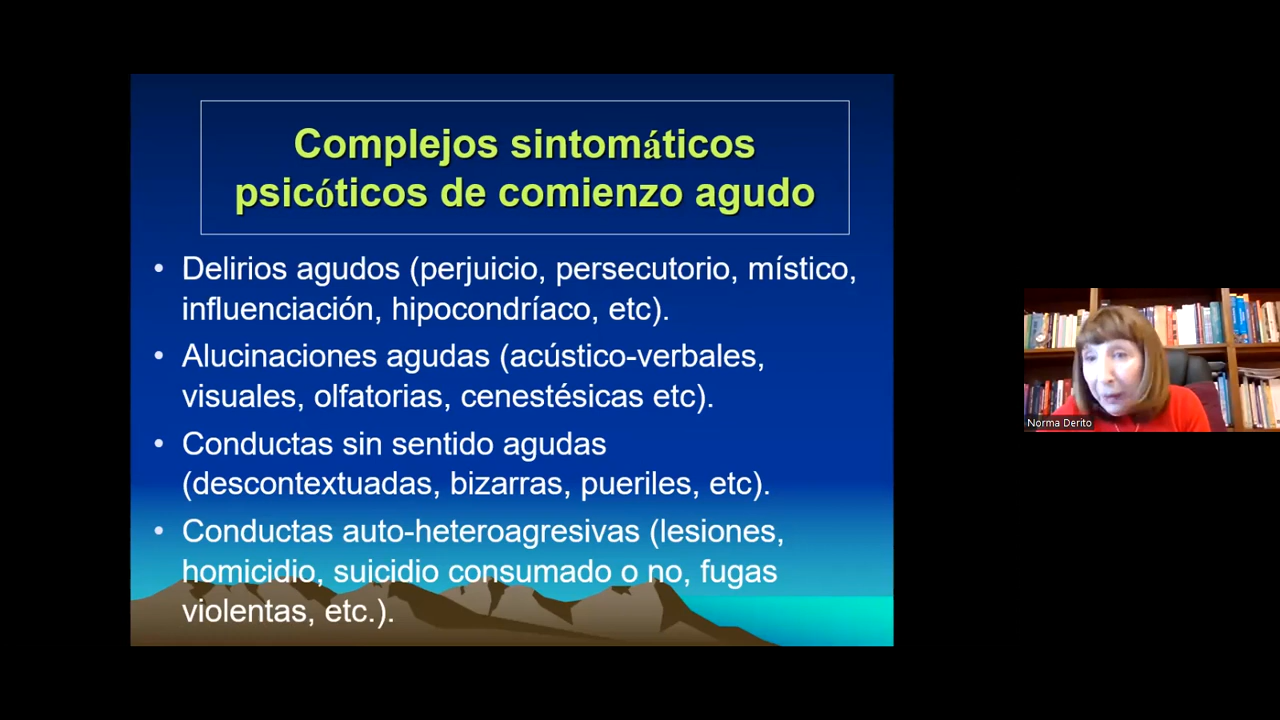 Complejos sintomáticos
psicóticos de comienzo agudo
• Delirios agudos (perjuicio, persecutorio, místico,
influenciación, hipocondríaco, etc).
• Alucinaciones agudas (acústico-verbales,
visuales, olfatorias, cenestésicas etc).
• Conductas sin sentido agudas
(descontextuadas, bizarras, pueriles, etc).
• Conductas auto-heteroagresivas (lesiones,
homicidio, suicidio consumado o no, fugas
violentas, etc.).
Norma Derito